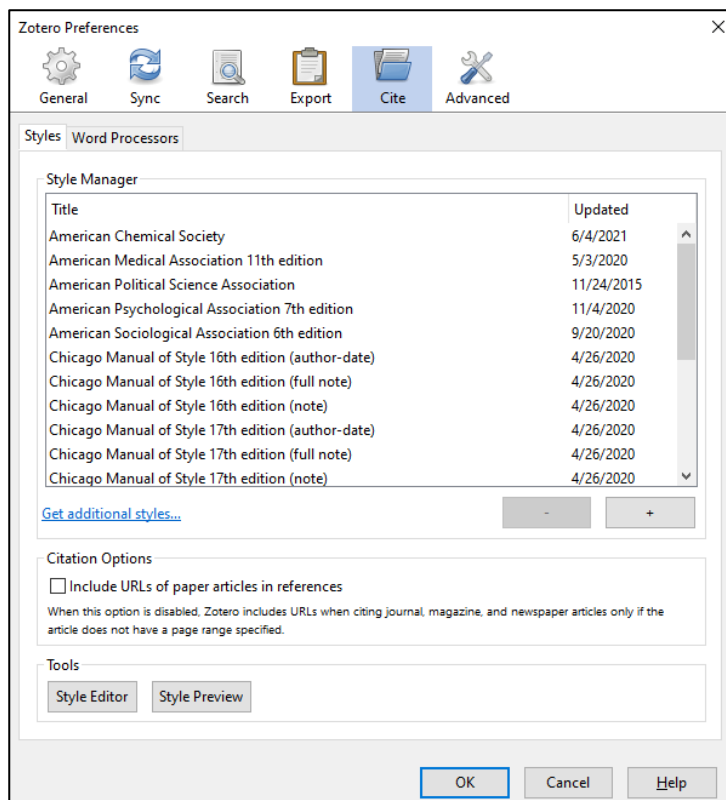 Zotero Preferences
General Sync Search Export Cite Advanced
Styles Word Processors
Style Manager
Title Updated
American Chemical Society 6/4/2021
American Medical Association 11th edition 5/3/2020
American Political Science Association 11/24/2015
American Psychological Association 7th edition 11/4/2020
American Sociological Association 6th edition 9/20/2020
Chicago Manual of Style 16th edition (author-date) 4/26/2020
Chicago Manual of Style 16th edition (full note) 4/26/2020
Chicago Manual of Style 16th edition (note) 4/26/2020
Chicago Manual of Style 17th edition (author-date) 4/26/2020
Chicago Manual of Style 17th edition (full note) 4/26/2020
Chicago Manual of Style 17th edition (note) 4/26/2020
Get additional styles... - +
Citation Options
Include URLs of paper articles in references
When this option is disabled, Zotero includes URLs when citing journal, magazine, and newspaper articles only if the
article does not have a page range specified.
Tools
Style Editor Style Preview
OK Cancel Help